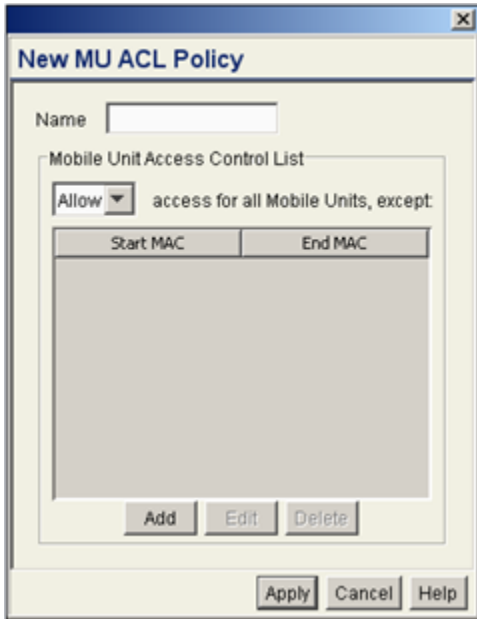 New MU ACL Policy
Name
Mobile Unit Access Control List
Allow access for all Mobile Units, except:
Start MAC End MAC
Add Edit Delete
Apply Cancel Help